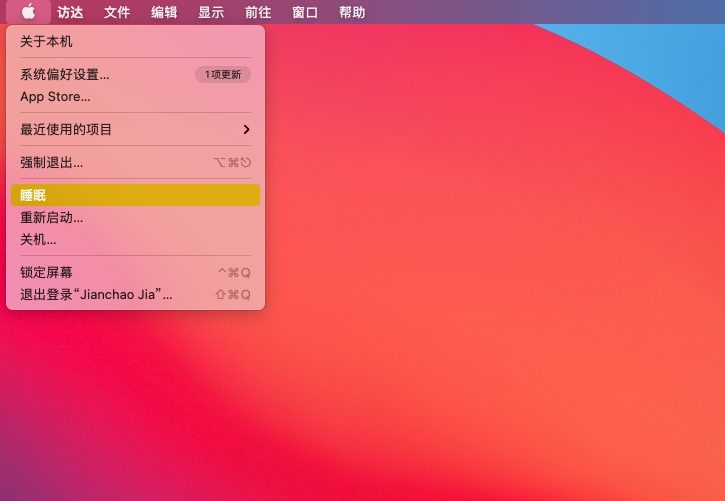 访达 文件 编辑 显示 前往 窗口 帮助
关于本机
系统偏好设置... 1项更新
App Store...
最近使用的项目
强制退出... ⌥⌘⎋
睡眠
重新启动...
关机...
锁定屏幕 ^⌘Q
退出登录“Jianchao Jia”... ⇧⌘Q